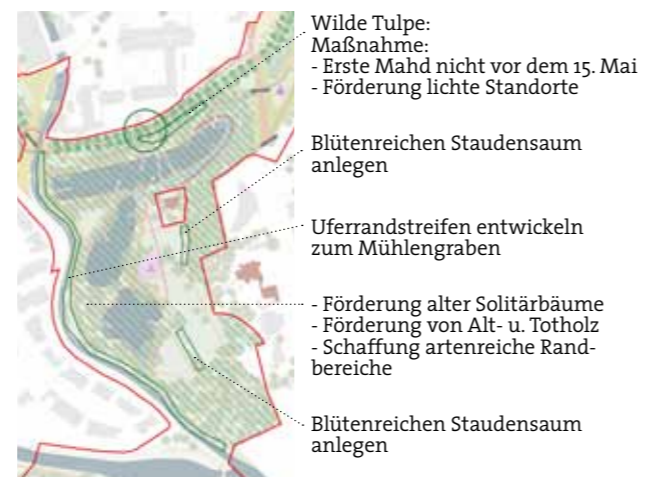 Wilde Tulpe:
Maßnahme:
- Erste Mahd nicht vor dem 15. Mai
- Förderung lichte Standorte
Blütenreichen Staudensaum
anlegen
Uferrandstreifen entwickeln
zum Mühlengraben
- Förderung alter Solitärbäume
- Förderung von Alt- u. Totholz
- Schaffung artenreiche Rand-
bereiche
Blütenreichen Staudensaum
anlegen